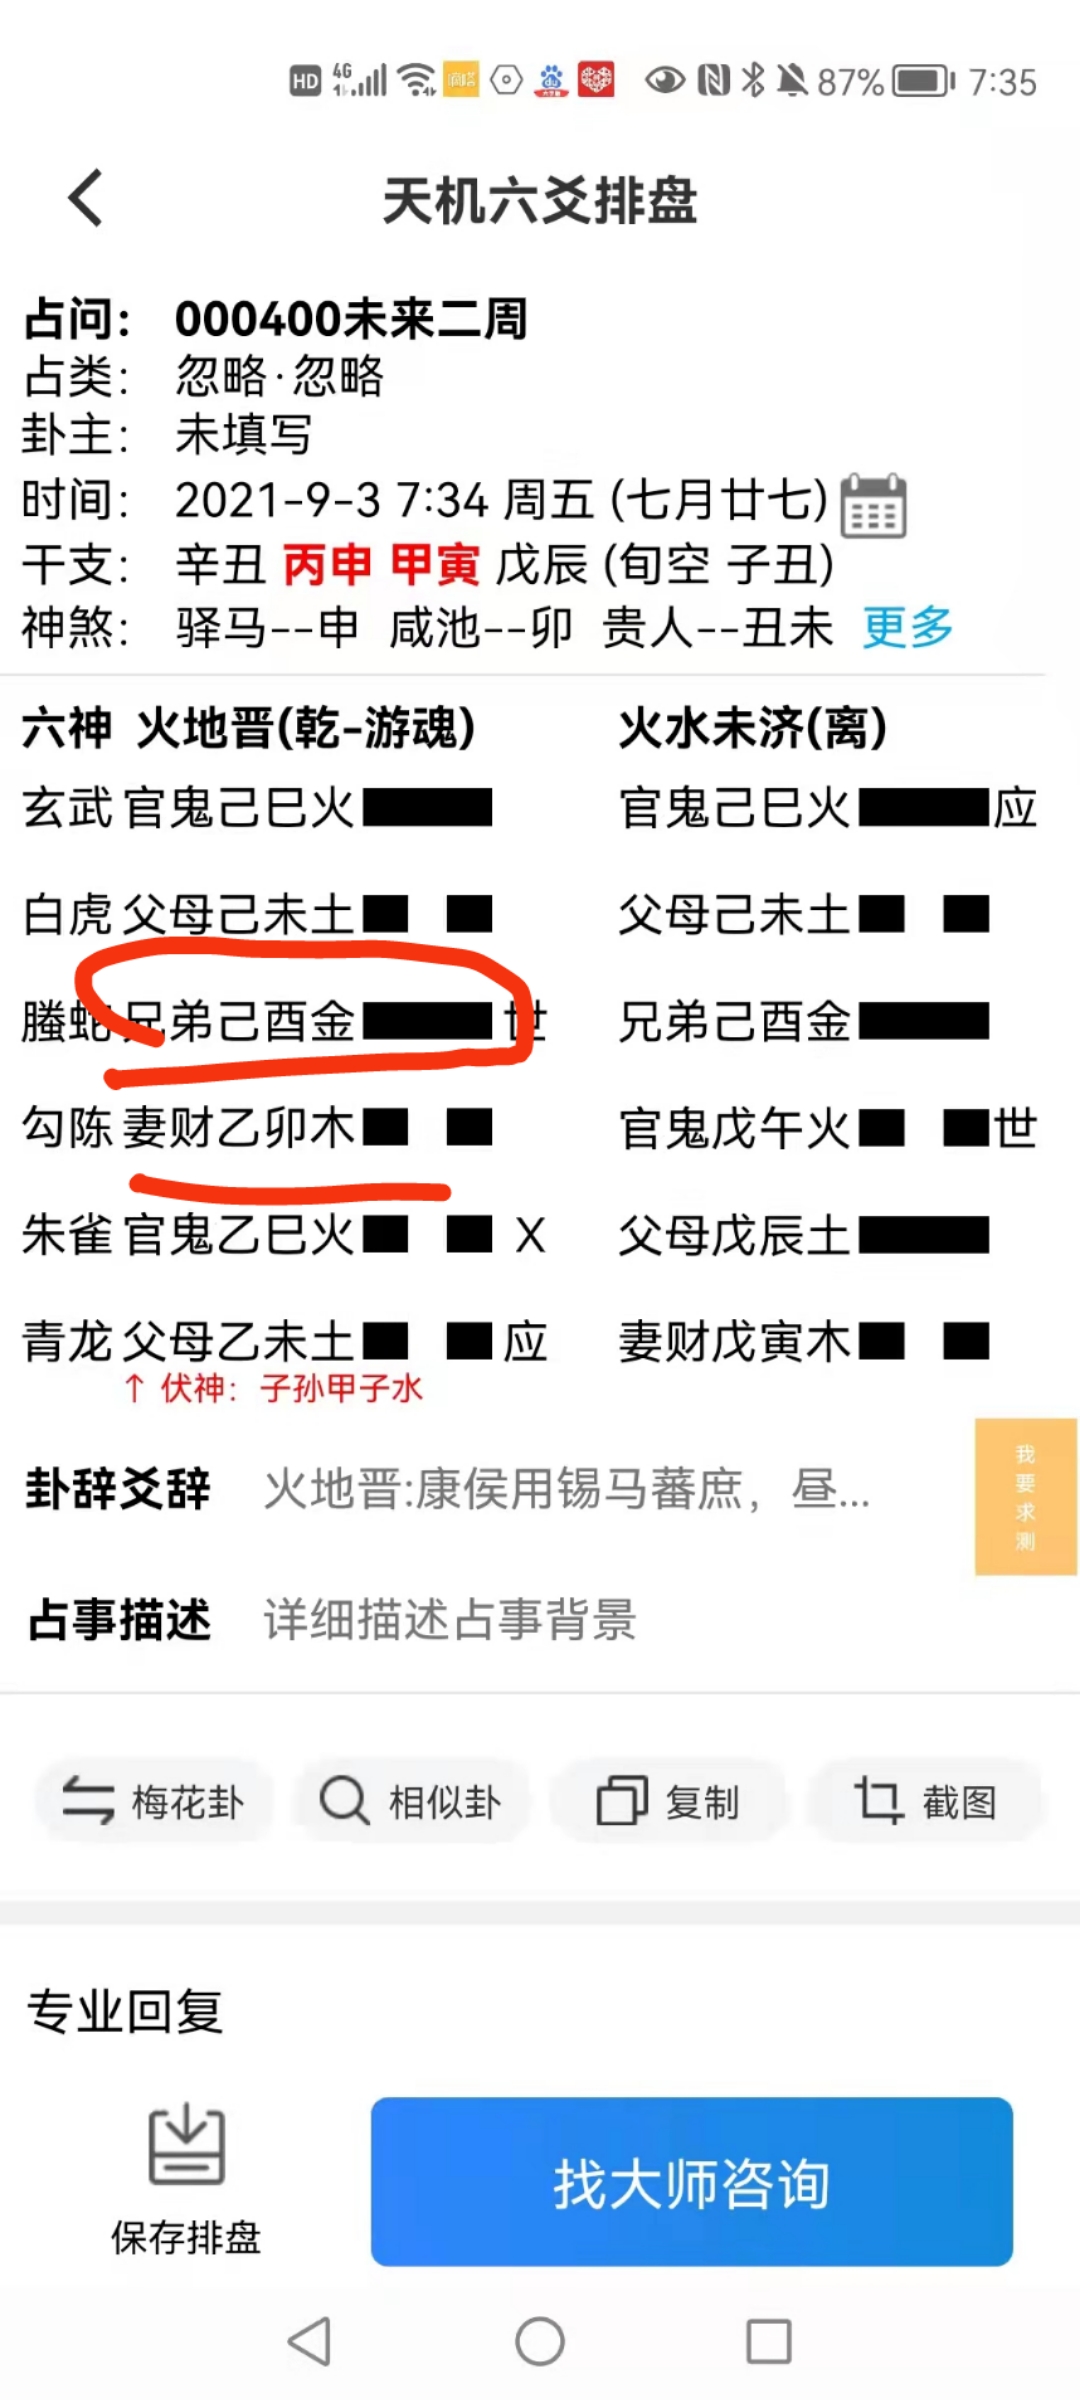 HD 4G 87% 7:35
天机六爻排盘
占问： 000400未来二周
占类： 忽略·忽略
卦主： 未填写
时间： 2021-9-3 7:34 周五 (七月廿七)
干支： 辛丑 丙申 甲寅 戊辰 (旬空 子丑)
神煞： 驿马--申 咸池--卯 贵人--丑未 更多
六神 火地晋(乾-游魂) 火水未济(离)
玄武 官鬼己巳火 官鬼己巳火 应
白虎 父母己未土 父母己未土
螣蛇 兄弟己酉金 世 兄弟己酉金
勾陈 妻财乙卯木 官鬼戊午火 世
朱雀 官鬼乙巳火 X 父母戊辰土
青龙 父母乙未土 应 妻财戊寅木
↑ 伏神：子孙甲子水
卦辞爻辞 火地晋:康侯用锡马蕃庶，昼...
我要求测
占事描述 详细描述占事背景
梅花卦 相似卦 复制 截图
专业回复
保存排盘 找大师咨询